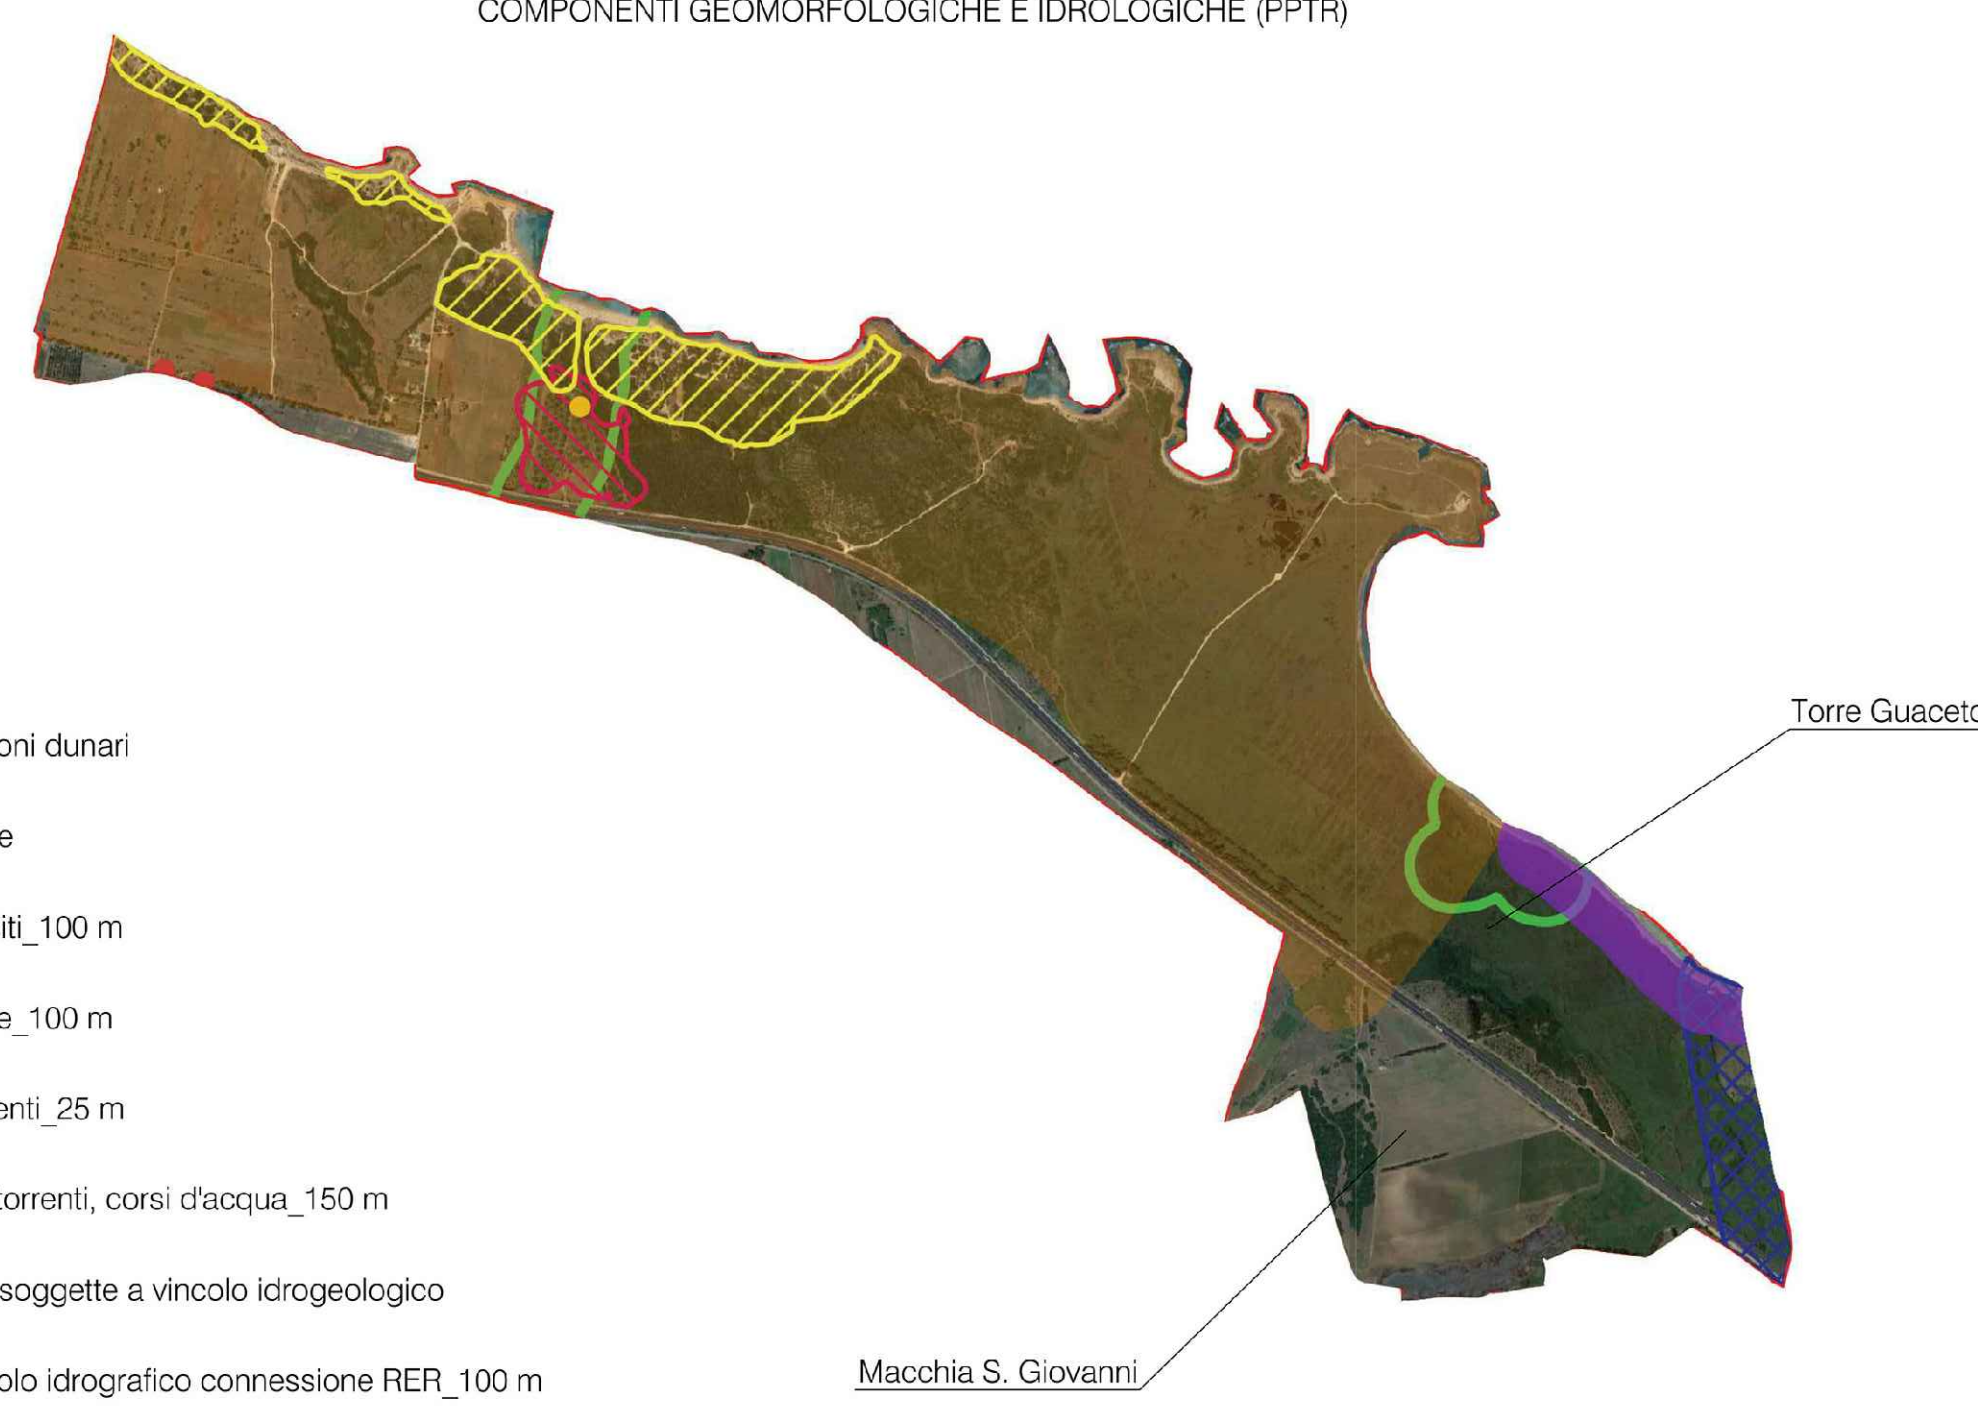 COMPONENTI GEOMORFOLOGICHE E IDROLOGICHE (PPTR)
Torre Guaceto
oni dunari
e
iti_100 m
e_100 m
enti_25 m
torrenti, corsi d'acqua_150 m
soggette a vincolo idrogeologico
olo idrografico connessione RER_100 m
Macchia S. Giovanni